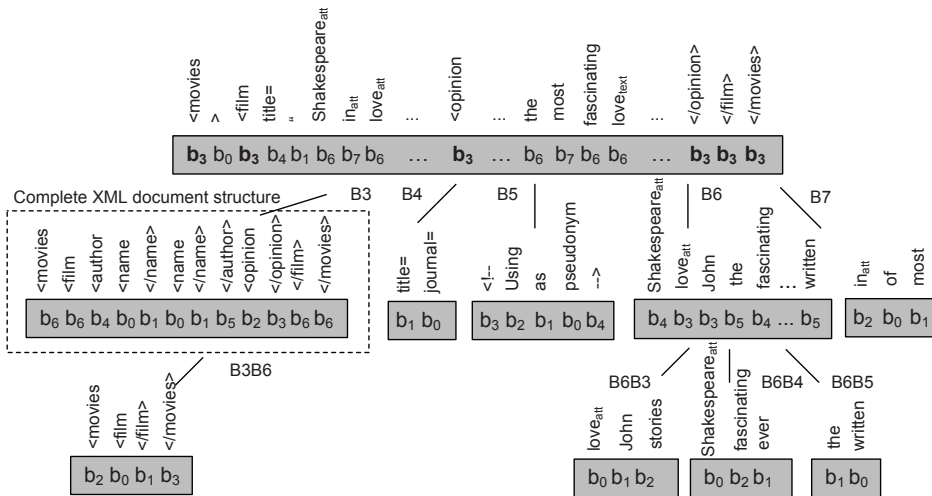 <movies > <film title= “ Shakespeareatt inatt loveatt ... <opinion ... the most fascinating lovetext ... </opinion> </film> </movies>
b3 b0 b3 b4 b1 b6 b7 b6 ... b3 ... b6 b7 b6 b6 ... b3 b3 b3
Complete XML document structure
B3 B4 B5 B6 B7
<movies <film <author <name </name> <name </name> </author> <opinion </opinion> </film> </movies>
b6 b6 b4 b0 b1 b0 b1 b5 b2 b3 b6 b6
title= journal=
b1 b0
<!-- Using as pseudonym -->
b3 b2 b1 b0 b4
Shakespeareatt loveatt John the fascinating ... written
b4 b3 b3 b5 b4 ... b5
inatt of most
b2 b0 b1
B3B6 B6B3 B6B4 B6B5
<movies <film </film> </movies>
b2 b0 b1 b3
loveatt John stories
b0 b1 b2
Shakespeareatt fascinating ever
b0 b2 b1
the written
b1 b0